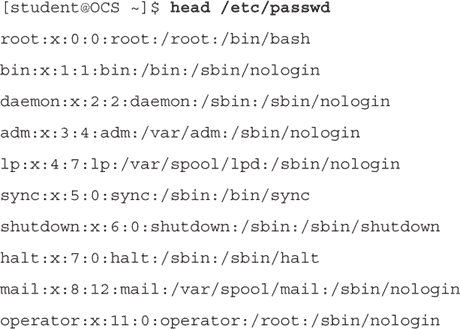 [student@OCS ~]$ head /etc/passwd
root:x:0:0:root:/root:/bin/bash
bin:x:1:1:bin:/bin:/sbin/nologin
daemon:x:2:2:daemon:/sbin:/sbin/nologin
adm:x:3:4:adm:/var/adm:/sbin/nologin
lp:x:4:7:lp:/var/spool/lpd:/sbin/nologin
sync:x:5:0:sync:/sbin:/bin/sync
shutdown:x:6:0:shutdown:/sbin:/sbin/shutdown
halt:x:7:0:halt:/sbin:/sbin/halt
mail:x:8:12:mail:/var/spool/mail:/sbin/nologin
operator:x:11:0:operator:/root:/sbin/nologin